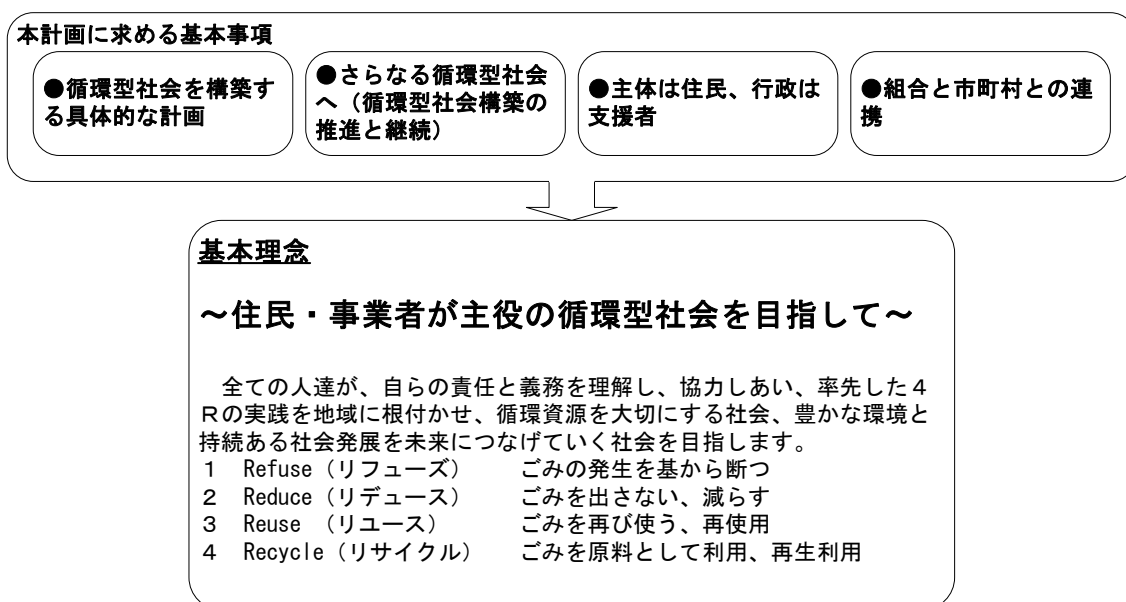 本計画に求める基本事項
●循環型社会を構築す
る具体的な計画
●さらなる循環型社会
へ（循環型社会構築の
推進と継続）
●主体は住民、行政は
支援者
●組合と市町村との連
携
基本理念
～住民・事業者が主役の循環型社会を目指して～
　全ての人達が、自らの責任と義務を理解し、協力しあい、率先した４
Ｒの実践を地域に根付かせ、循環資源を大切にする社会、豊かな環境と
持続ある社会発展を未来につなげていく社会を目指します。
１　Refuse（リフューズ）　　ごみの発生を基から断つ
２　Reduce（リデュース）　　ごみを出さない、減らす
３　Reuse （リユース）　　　ごみを再び使う、再使用
４　Recycle（リサイクル）　　ごみを原料として利用、再生利用